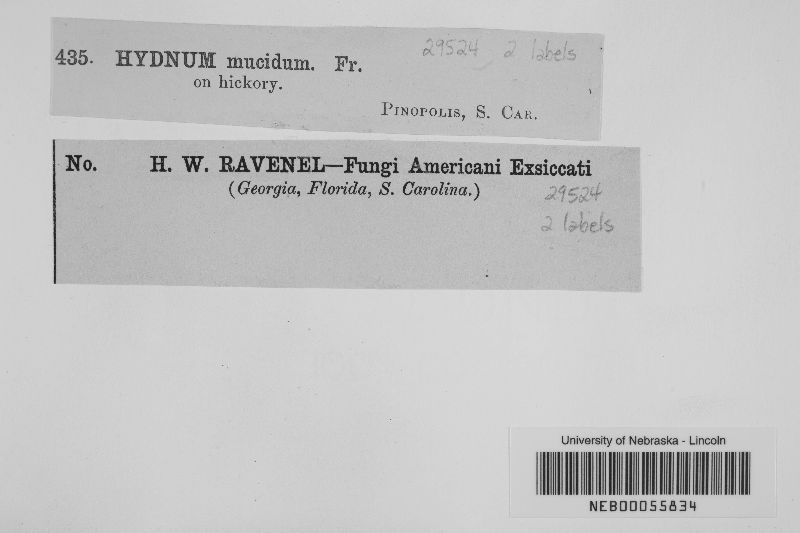 435. HYDNUM mucidum. Fr. 29524 2 labels
on hickory.
PINOPOLIS, S. CAR.
No. H. W. RAVENEL—Fungi Americani Exsiccati
(Georgia, Florida, S. Carolina.)
29524
2 labels
University of Nebraska - Lincoln
NEB00055834